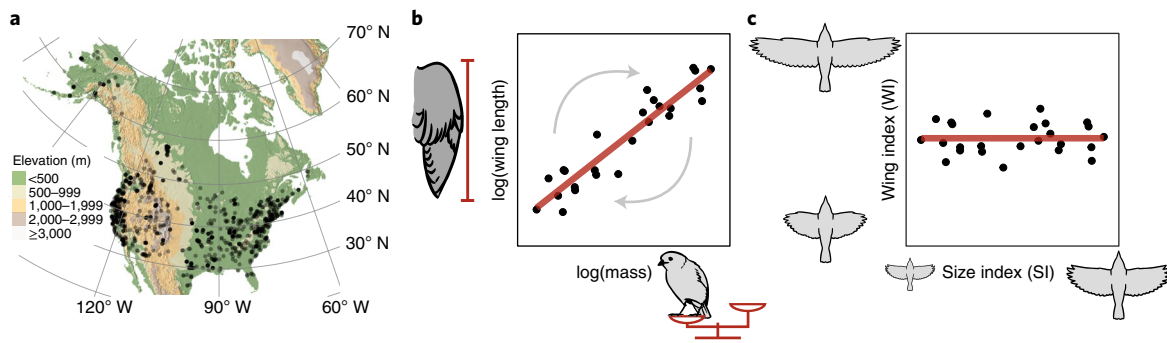 a
70° N
60° N
50° N
40° N
30° N
Elevation (m)
<500
500–999
1,000–1,999
2,000–2,999
≥3,000
120° W
90° W
60° W
b
log(wing length)
log(mass)
c
Wing index (WI)
Size index (SI)